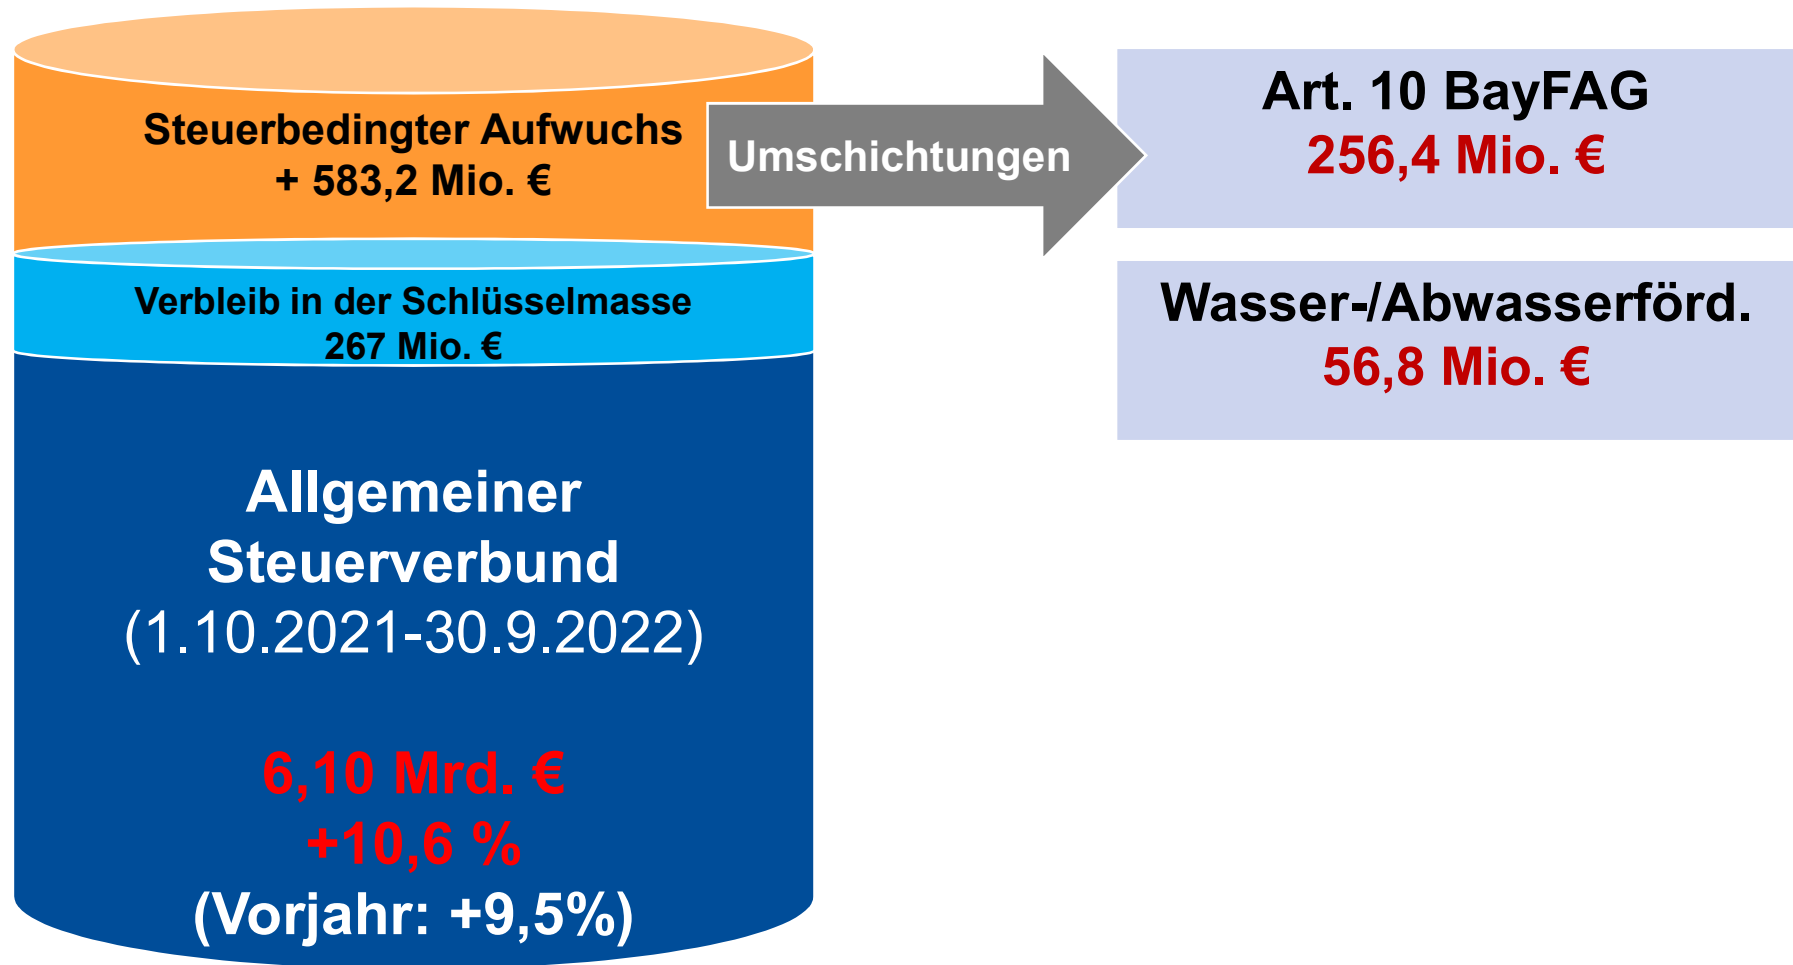 Steuerbedingter Aufwuchs
+ 583,2 Mio. €
Umschichtungen
Art. 10 BayFAG
256,4 Mio. €
Verbleib in der Schlüsselmasse
267 Mio. €
Wasser-/Abwasserförd.
56,8 Mio. €
Allgemeiner
Steuerverbund
(1.10.2021-30.9.2022)
6,10 Mrd. €
+10,6 %
(Vorjahr: +9,5%)